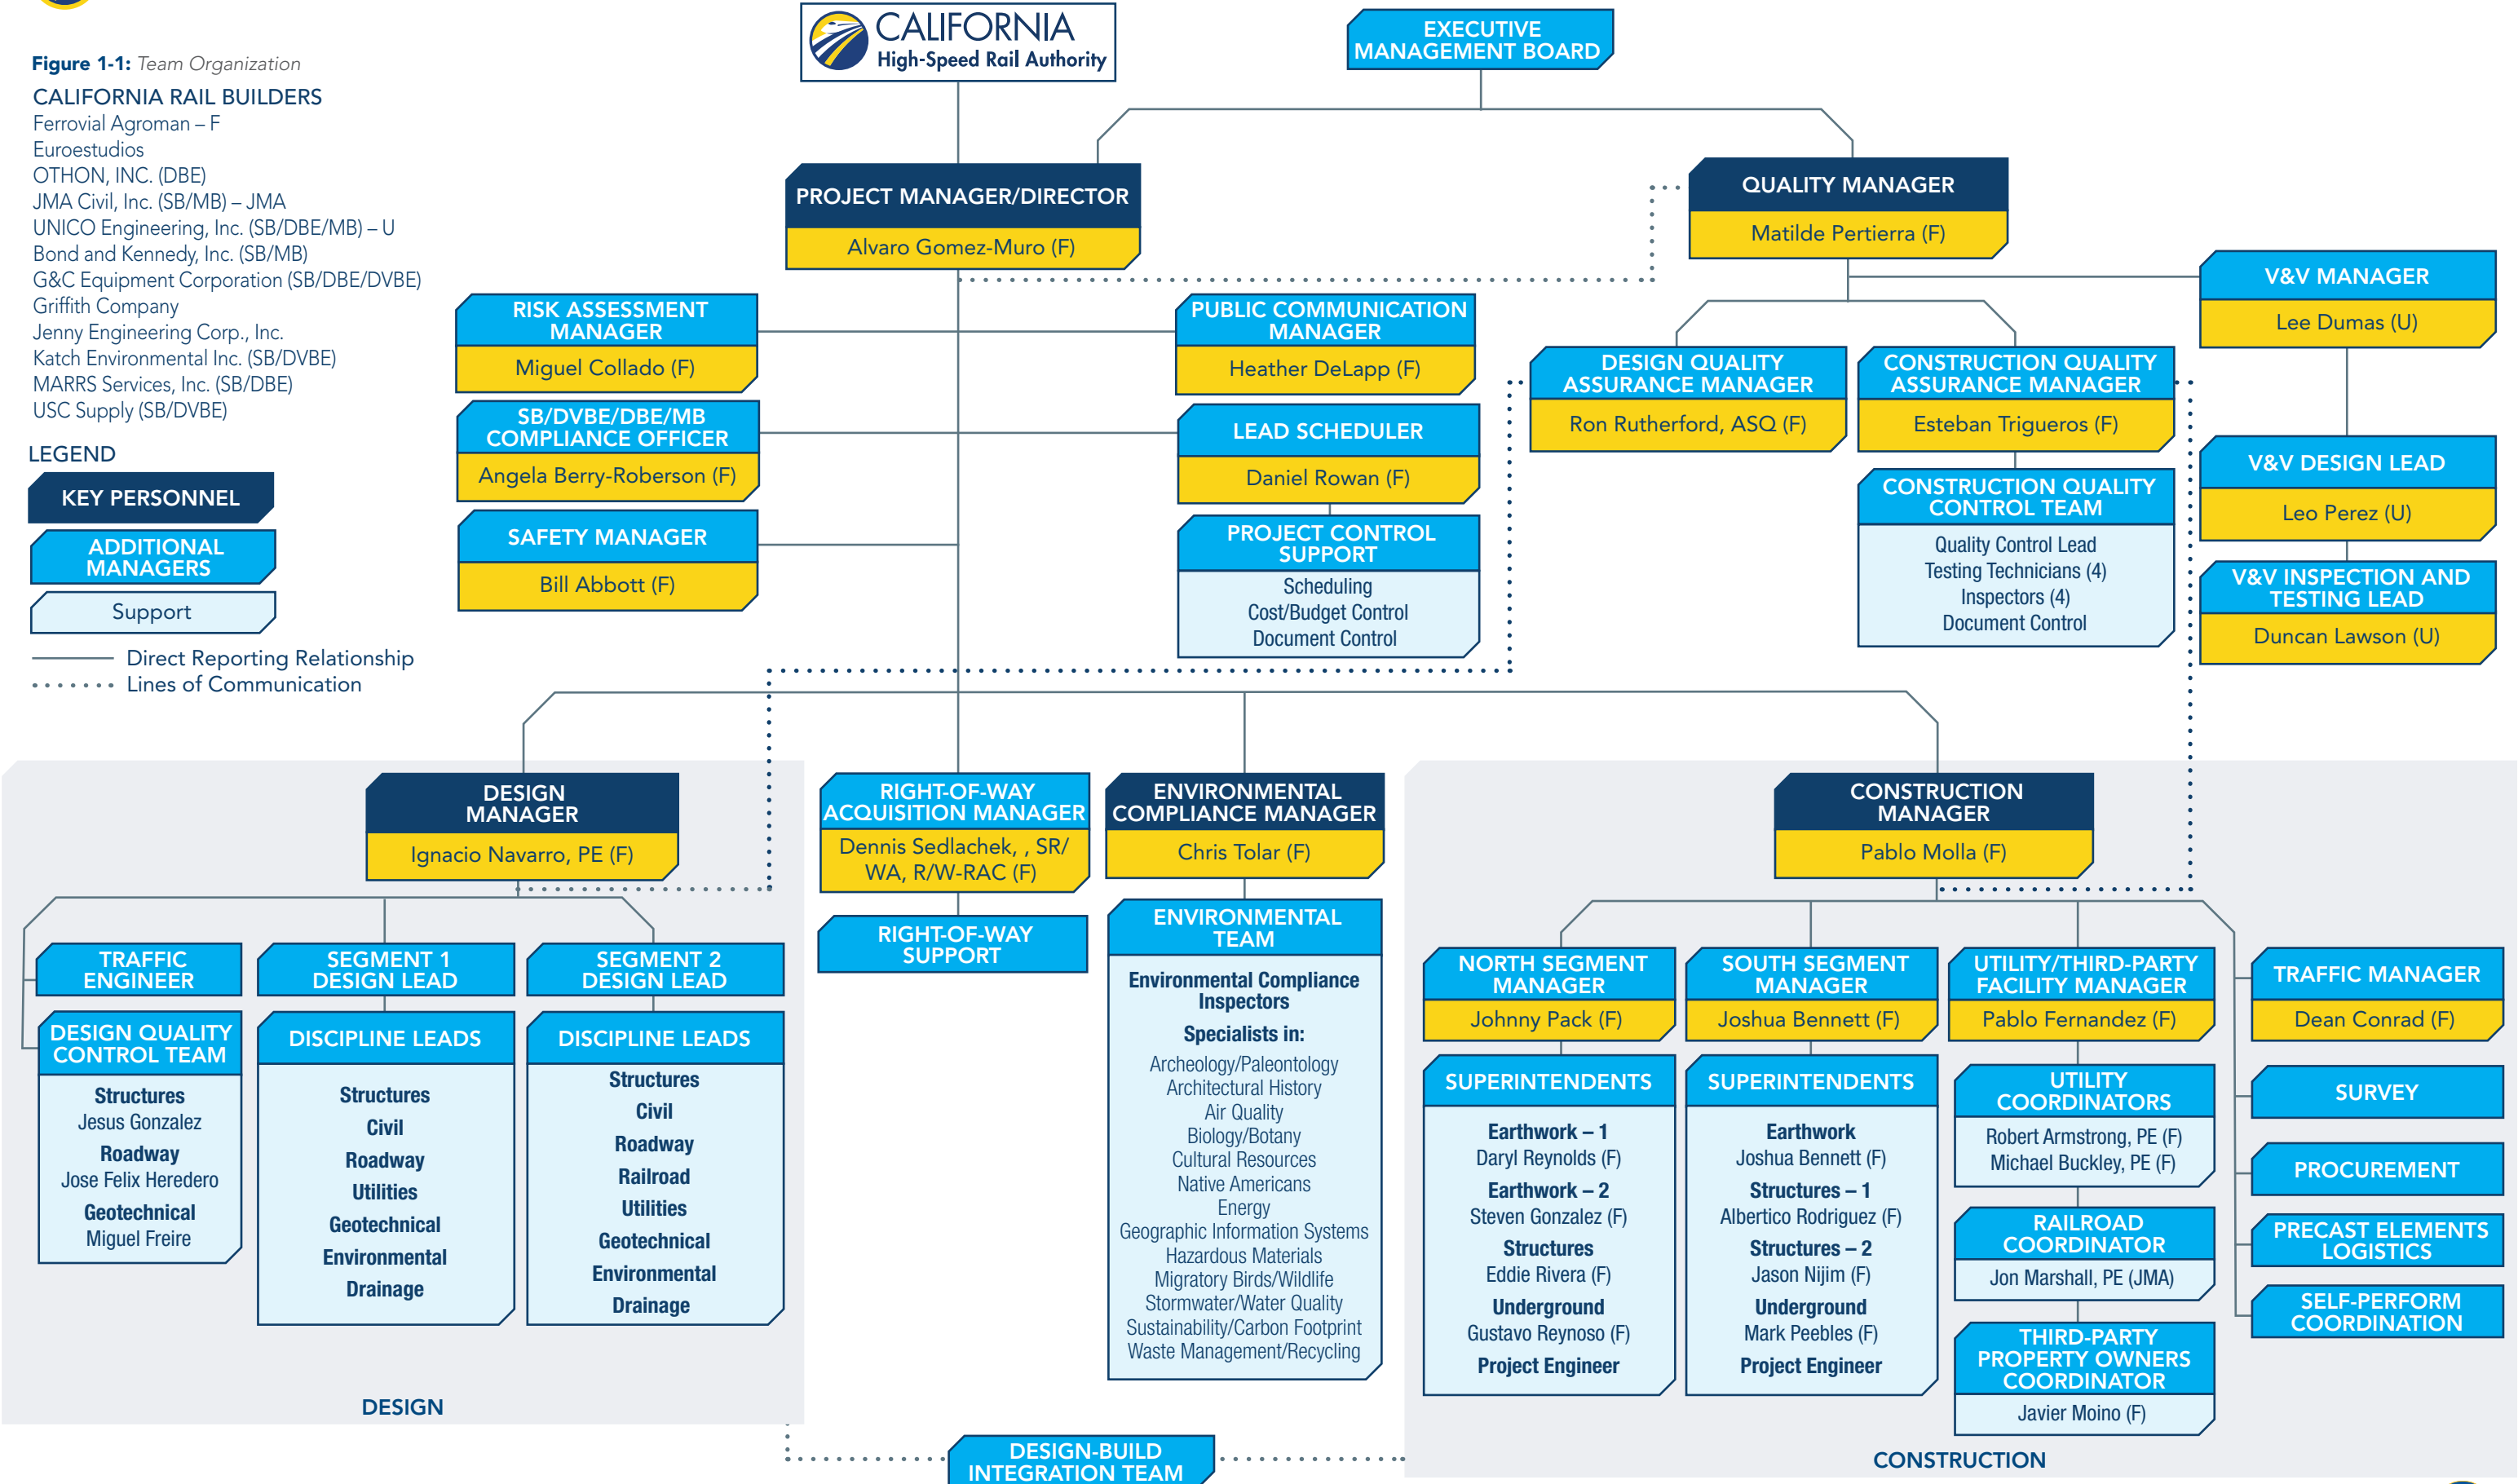 Figure 1-1: Team Organization
CALIFORNIA RAIL BUILDERS
Ferrovial Agroman – F
Euroestudios
OTHON, INC. (DBE)
JMA Civil, Inc. (SB/MB) – JMA
UNICO Engineering, Inc. (SB/DBE/MB) – U
Bond and Kennedy, Inc. (SB/MB)
G&C Equipment Corporation (SB/DBE/DVBE)
Griffith Company
Jenny Engineering Corp., Inc.
Katch Environmental Inc. (SB/DVBE)
MARRS Services, Inc. (SB/DBE)
USC Supply (SB/DVBE)
LEGEND
KEY PERSONNEL
ADDITIONAL
MANAGERS
Support
Direct Reporting Relationship
Lines of Communication
CALIFORNIA
High-Speed Rail Authority
EXECUTIVE
MANAGEMENT BOARD
PROJECT MANAGER/DIRECTOR
Alvaro Gomez-Muro (F)
QUALITY MANAGER
Matilde Pertierra (F)
RISK ASSESSMENT
MANAGER
Miguel Collado (F)
PUBLIC COMMUNICATION
MANAGER
Heather DeLapp (F)
SB/DVBE/DBE/MB
COMPLIANCE OFFICER
Angela Berry-Roberson (F)
LEAD SCHEDULER
Daniel Rowan (F)
SAFETY MANAGER
Bill Abbott (F)
PROJECT CONTROL
SUPPORT
Scheduling
Cost/Budget Control
Document Control
DESIGN QUALITY
ASSURANCE MANAGER
Ron Rutherford, ASQ (F)
CONSTRUCTION QUALITY
ASSURANCE MANAGER
Esteban Trigueros (F)
CONSTRUCTION QUALITY
CONTROL TEAM
Quality Control Lead
Testing Technicians (4)
Inspectors (4)
Document Control
V&V MANAGER
Lee Dumas (U)
V&V DESIGN LEAD
Leo Perez (U)
V&V INSPECTION AND
TESTING LEAD
Duncan Lawson (U)
DESIGN
MANAGER
Ignacio Navarro, PE (F)
TRAFFIC
ENGINEER
DESIGN QUALITY
CONTROL TEAM
Structures
Jesus Gonzalez
Roadway
Jose Felix Heredero
Geotechnical
Miguel Freire
SEGMENT 1
DESIGN LEAD
DISCIPLINE LEADS
Structures
Civil
Roadway
Utilities
Geotechnical
Environmental
Drainage
SEGMENT 2
DESIGN LEAD
DISCIPLINE LEADS
Structures
Civil
Roadway
Railroad
Utilities
Geotechnical
Environmental
Drainage
DESIGN
RIGHT-OF-WAY
ACQUISITION MANAGER
Dennis Sedlachek, , SR/
WA, R/W-RAC (F)
RIGHT-OF-WAY
SUPPORT
ENVIRONMENTAL
COMPLIANCE MANAGER
Chris Tolar (F)
ENVIRONMENTAL
TEAM
Environmental Compliance
Inspectors
Specialists in:
Archeology/Paleontology
Architectural History
Air Quality
Biology/Botany
Cultural Resources
Native Americans
Energy
Geographic Information Systems
Hazardous Materials
Migratory Birds/Wildlife
Stormwater/Water Quality
Sustainability/Carbon Footprint
Waste Management/Recycling
CONSTRUCTION
MANAGER
Pablo Molla (F)
NORTH SEGMENT
MANAGER
Johnny Pack (F)
SUPERINTENDENTS
Earthwork – 1
Daryl Reynolds (F)
Earthwork – 2
Steven Gonzalez (F)
Structures
Eddie Rivera (F)
Underground
Gustavo Reynoso (F)
Project Engineer
SOUTH SEGMENT
MANAGER
Joshua Bennett (F)
SUPERINTENDENTS
Earthwork
Joshua Bennett (F)
Structures – 1
Albertico Rodriguez (F)
Structures – 2
Jason Nijim (F)
Underground
Mark Peebles (F)
Project Engineer
UTILITY/THIRD-PARTY
FACILITY MANAGER
Pablo Fernandez (F)
UTILITY
COORDINATORS
Robert Armstrong, PE (F)
Michael Buckley, PE (F)
RAILROAD
COORDINATOR
Jon Marshall, PE (JMA)
THIRD-PARTY
PROPERTY OWNERS
COORDINATOR
Javier Moino (F)
TRAFFIC MANAGER
Dean Conrad (F)
SURVEY
PROCUREMENT
PRECAST ELEMENTS
LOGISTICS
SELF-PERFORM
COORDINATION
CONSTRUCTION
DESIGN-BUILD
INTEGRATION TEAM